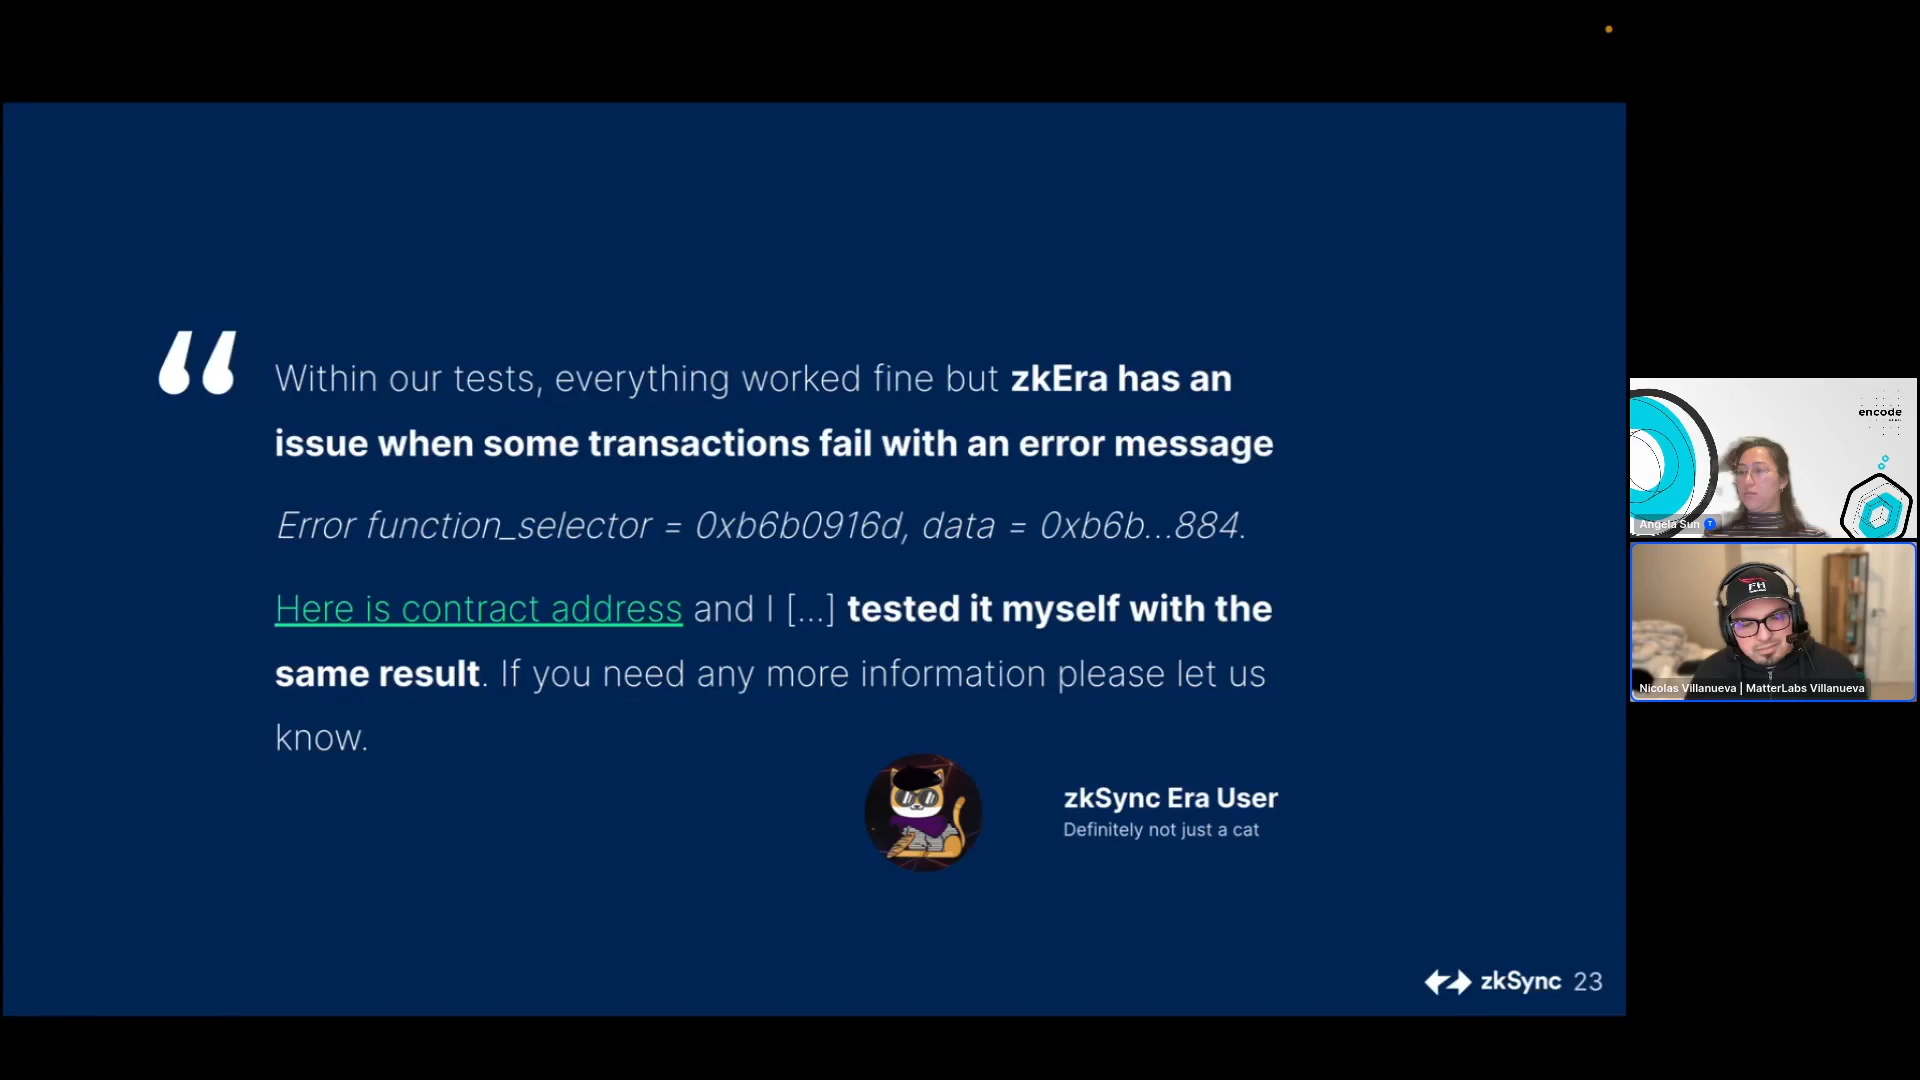 “
Within our tests, everything worked fine but zkEra has an
issue when some transactions fail with an error message
Error function_selector = 0xb6b0916d, data = 0xb6b...884.
Here is contract address and I [...] tested it myself with the
same result. If you need any more information please let us
know.
zkSync Era User
Definitely not just a cat
zkSync 23
encode
Angela Sun
FH
Nicolas Villanueva | MatterLabs Villanueva